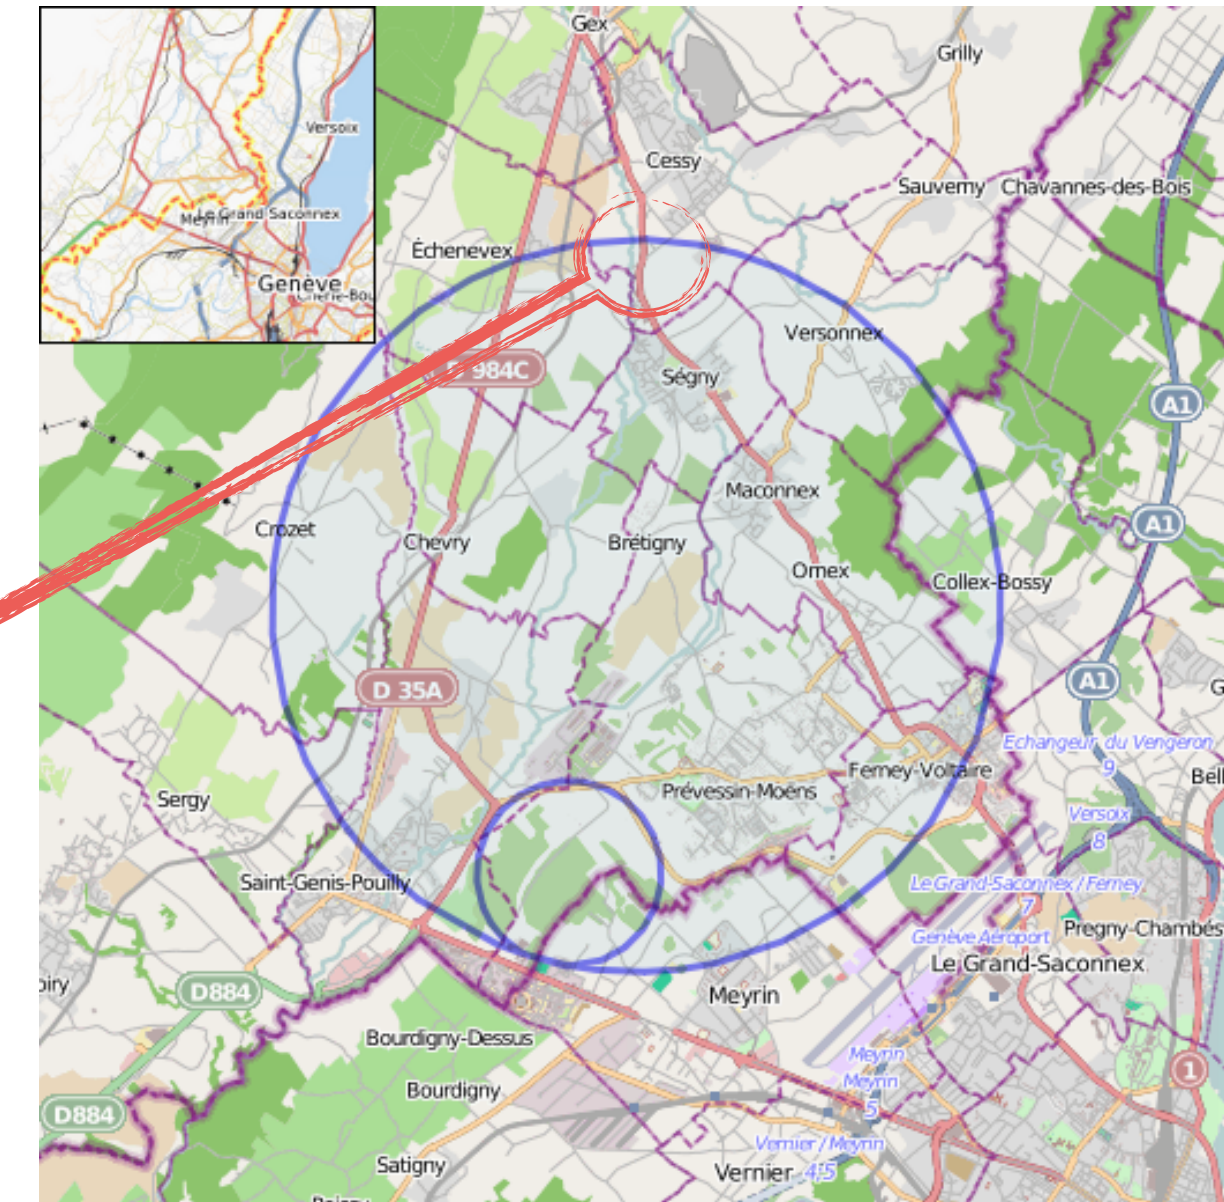 Gex
Grilly
Versoix
Cessy
Sauverny
Chavannes-des-Bois
Meyrin
Le Grand Saconnex
Échenevex
Genève
Versonnex
984C
Ségny
A1
Maconnex
Crozet
Chevry
Brétigny
A1
Ornex
Collex-Bossy
D 35A
A1
G
Echangeur du Vengeron
9
Ferney-Voltaire
Bell
Prévessin-Moëns
Sergy
Versoix
8
Saint-Genis-Pouilly
Le Grand-Saconnex / Ferney
7
Pregny-Chambés
Genève Aéroport
Le Grand-Saconnex
oiry
D884
Meyrin
Bourdigny-Dessus
Meyrin
Meyrin
5
1
Bourdigny
D884
Vernier / Meyrin
4;5
Satigny
Vernier